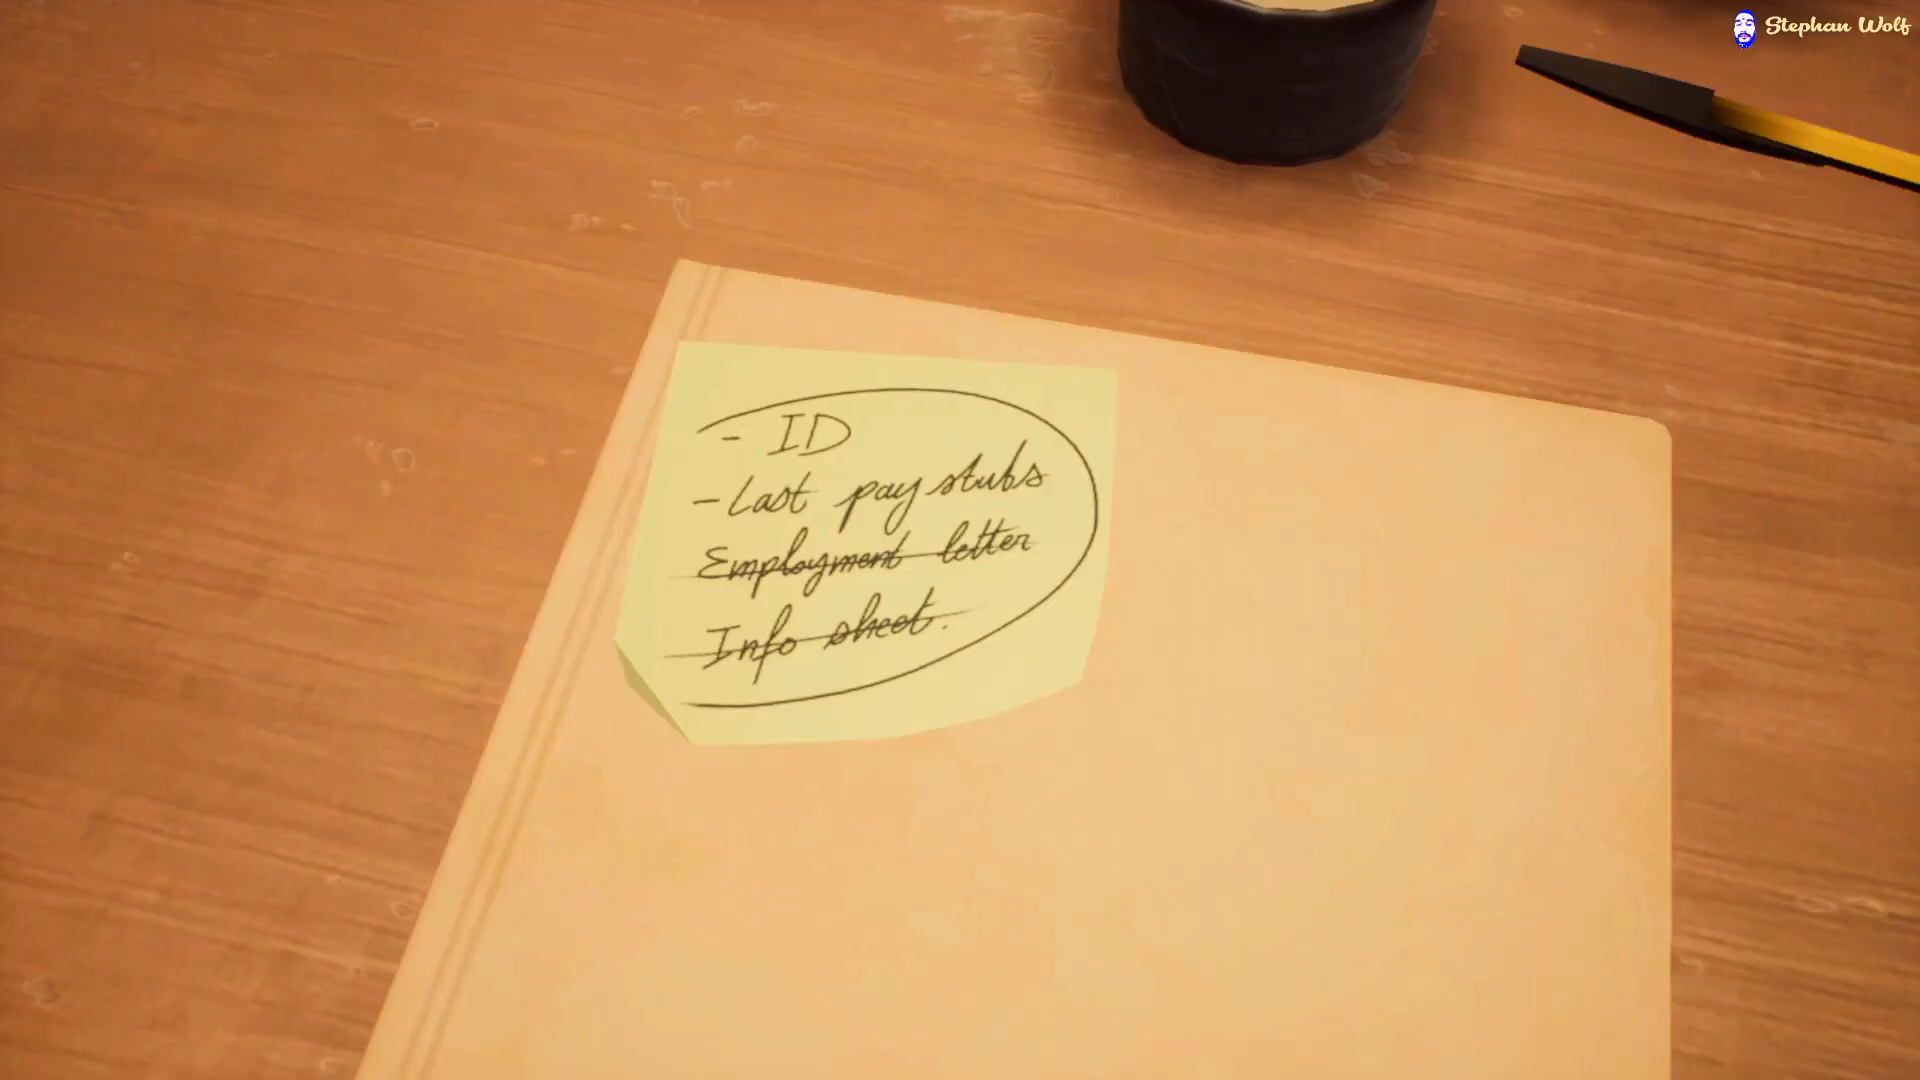 Stephan Wolf
- ID
- Last pay stubs
Employment letter
Info sheet.